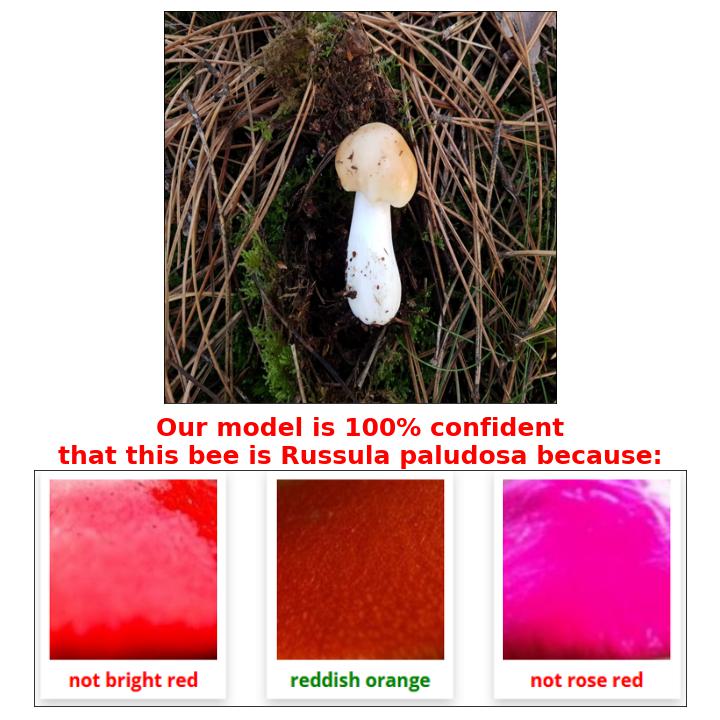 Our model is 100% confident
that this bee is Russula paludosa because:
not bright red
reddish orange
not rose red